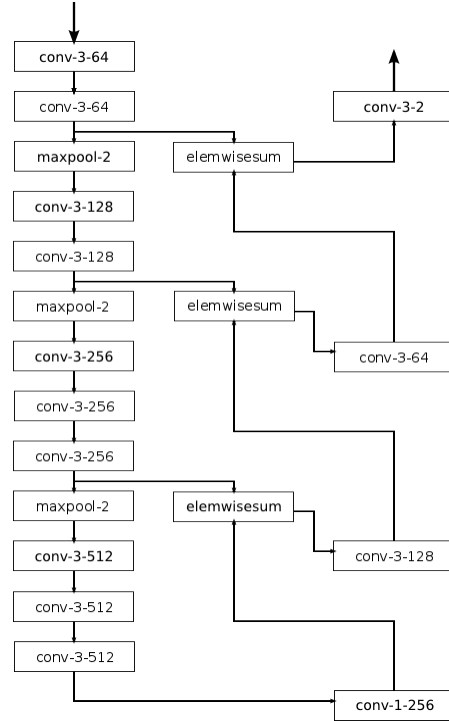 conv-3-64
conv-3-64
conv-3-2
maxpool-2
elemwisesum
conv-3-128
conv-3-128
maxpool-2
elemwisesum
conv-3-256
conv-3-64
conv-3-256
conv-3-256
maxpool-2
elemwisesum
conv-3-512
conv-3-128
conv-3-512
conv-3-512
conv-1-256